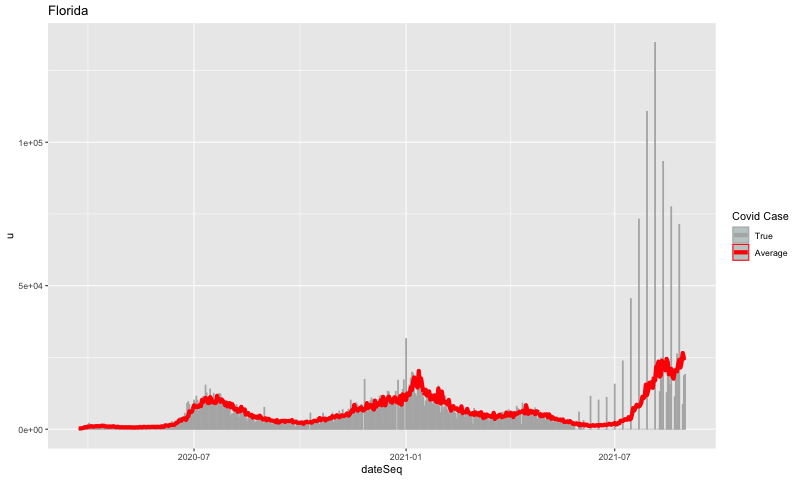 Florida
1e+05
5e+04
0e+00
u
2020-07
2021-01
2021-07
dateSeq
Covid Case
True
Average